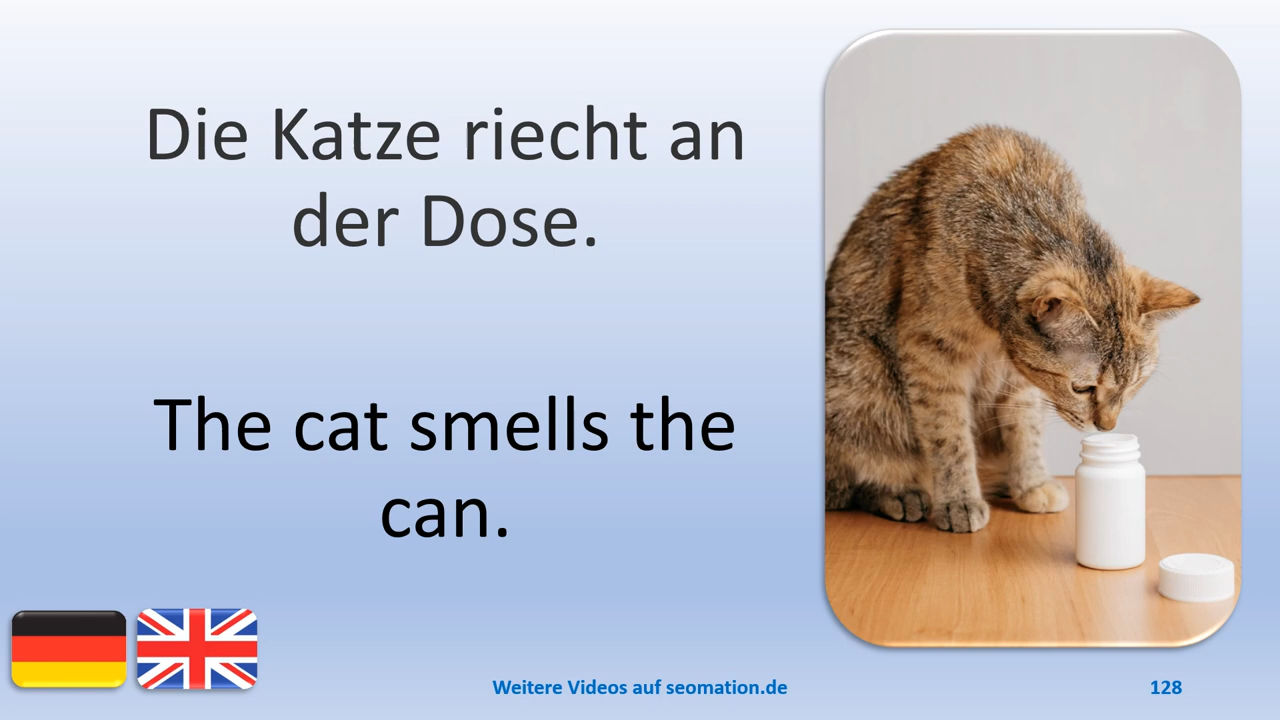 Die Katze riecht an
der Dose.
The cat smells the
can.
Weitere Videos auf seomation.de
128